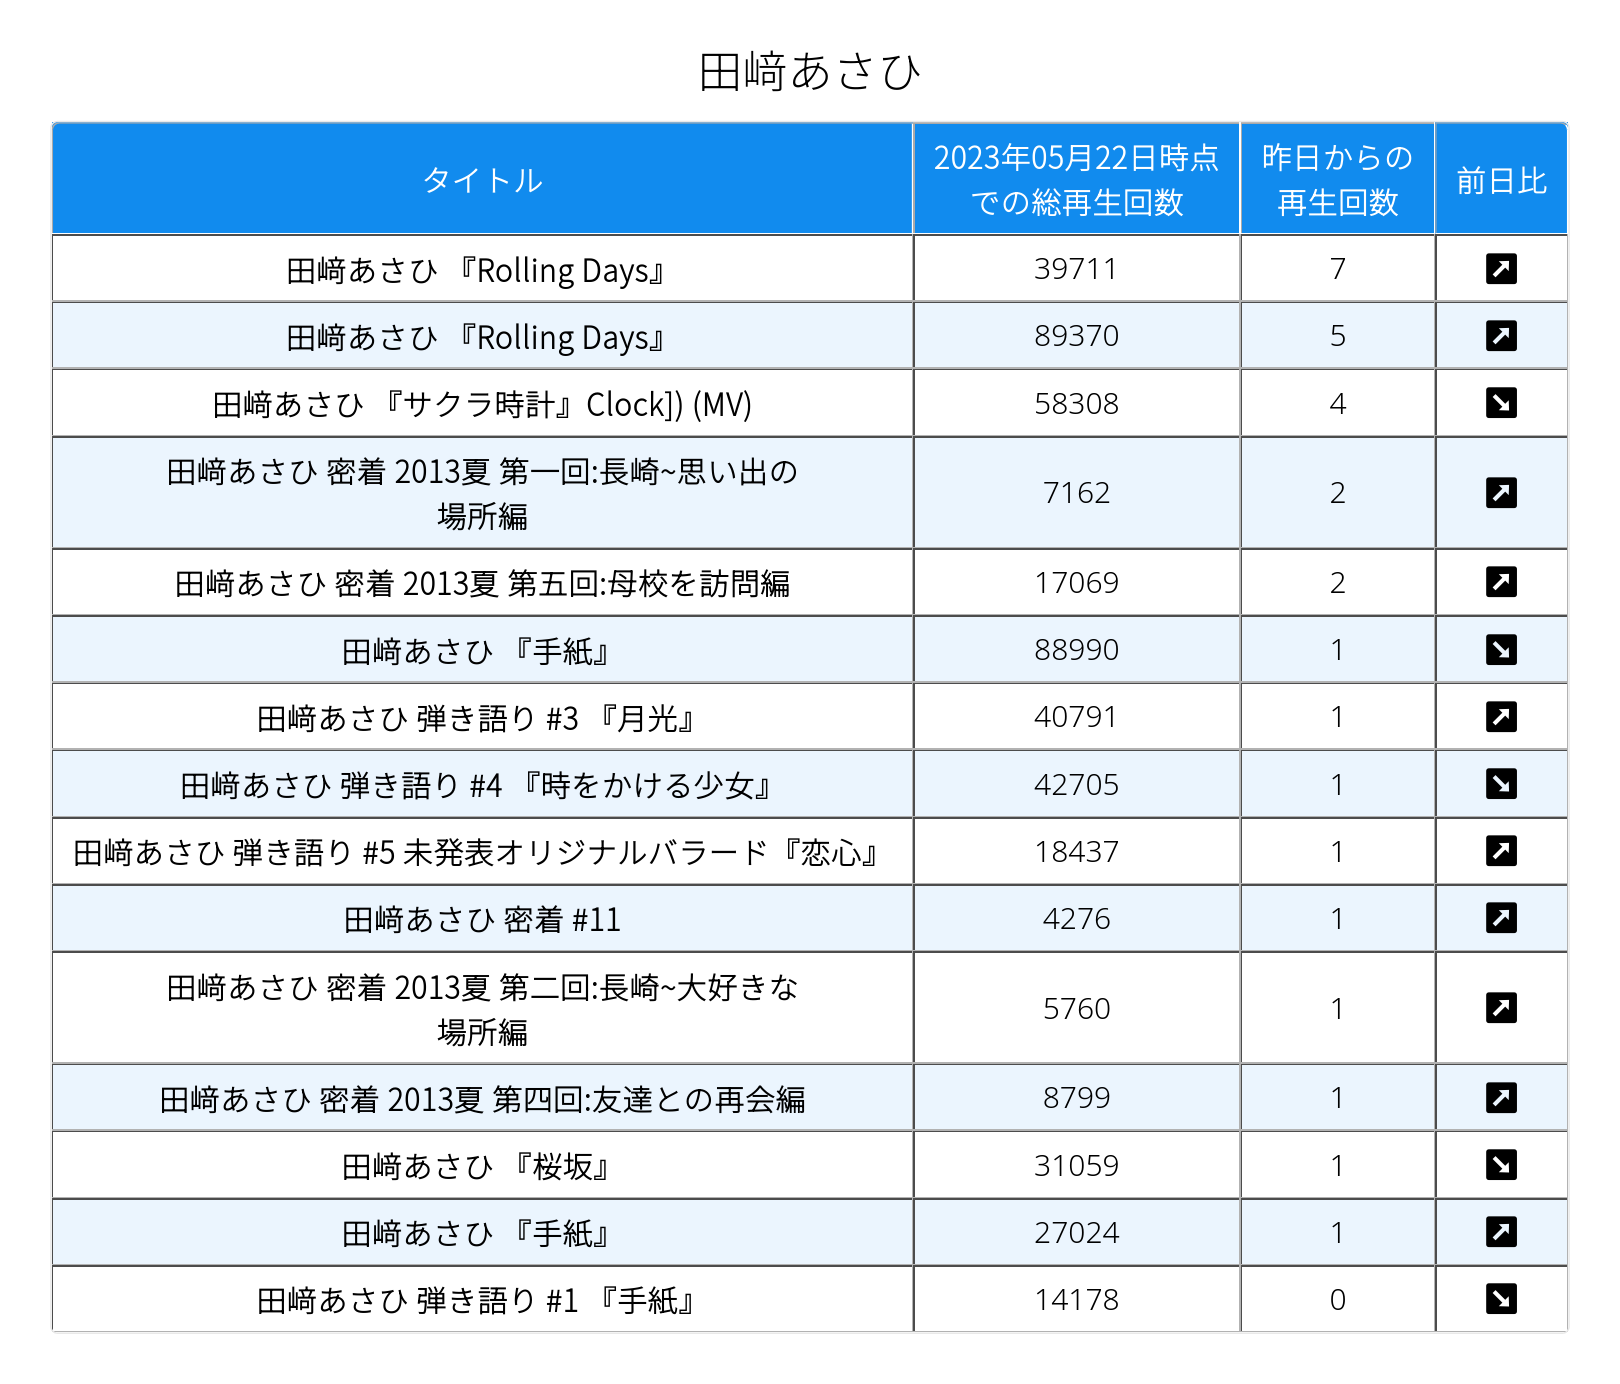 田﨑あさひ
タイトル
2023年05月22日時点
での総再生回数
昨日からの
再生回数
前日比
田﨑あさひ 『Rolling Days』 39711 7
田﨑あさひ 『Rolling Days』 89370 5
田﨑あさひ 『サクラ時計』Clock]) (MV) 58308 4
田﨑あさひ 密着 2013夏 第一回:長崎~思い出の
場所編 7162 2
田﨑あさひ 密着 2013夏 第五回:母校を訪問編 17069 2
田﨑あさひ 『手紙』 88990 1
田﨑あさひ 弾き語り #3 『月光』 40791 1
田﨑あさひ 弾き語り #4 『時をかける少女』 42705 1
田﨑あさひ 弾き語り #5 未発表オリジナルバラード『恋心』 18437 1
田﨑あさひ 密着 #11 4276 1
田﨑あさひ 密着 2013夏 第二回:長崎~大好きな
場所編 5760 1
田﨑あさひ 密着 2013夏 第四回:友達との再会編 8799 1
田﨑あさひ 『桜坂』 31059 1
田﨑あさひ 『手紙』 27024 1
田﨑あさひ 弾き語り #1 『手紙』 14178 0